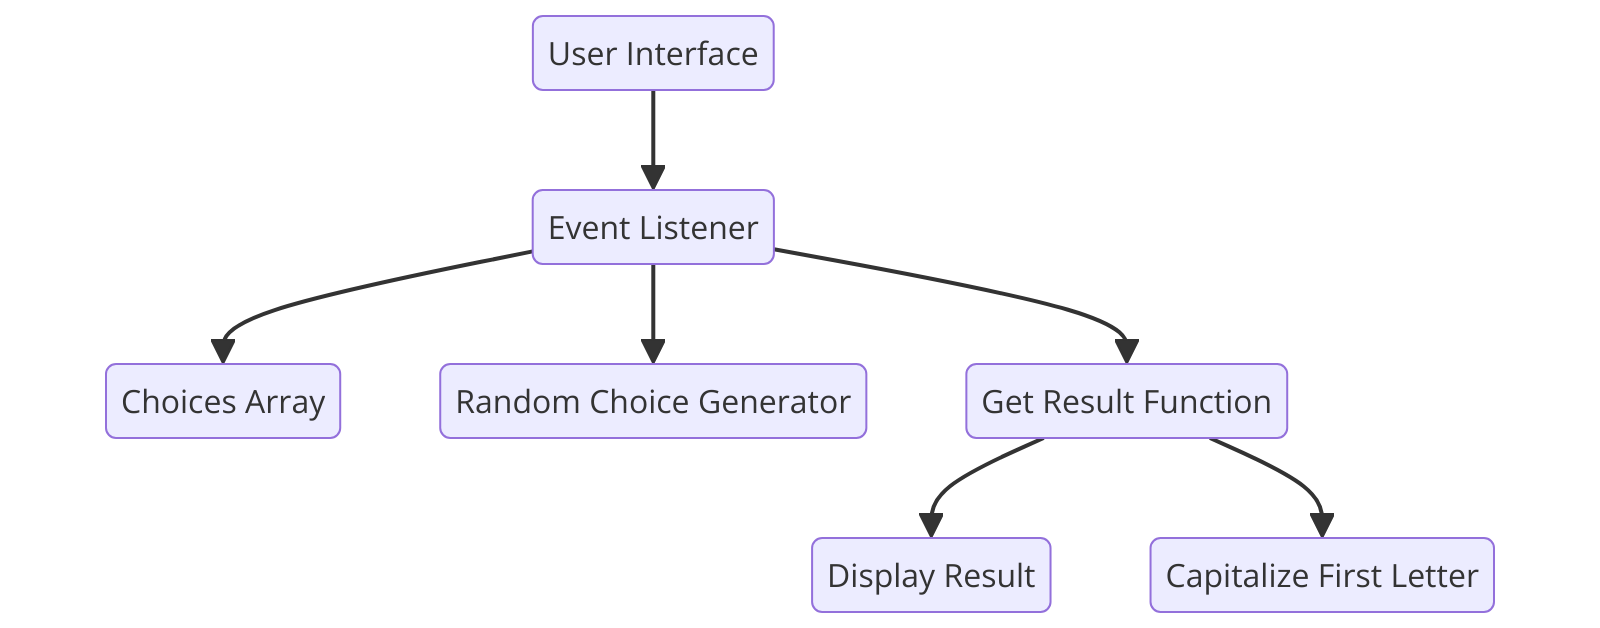 User Interface
Event Listener
Choices Array
Random Choice Generator
Get Result Function
Display Result
Capitalize First Letter